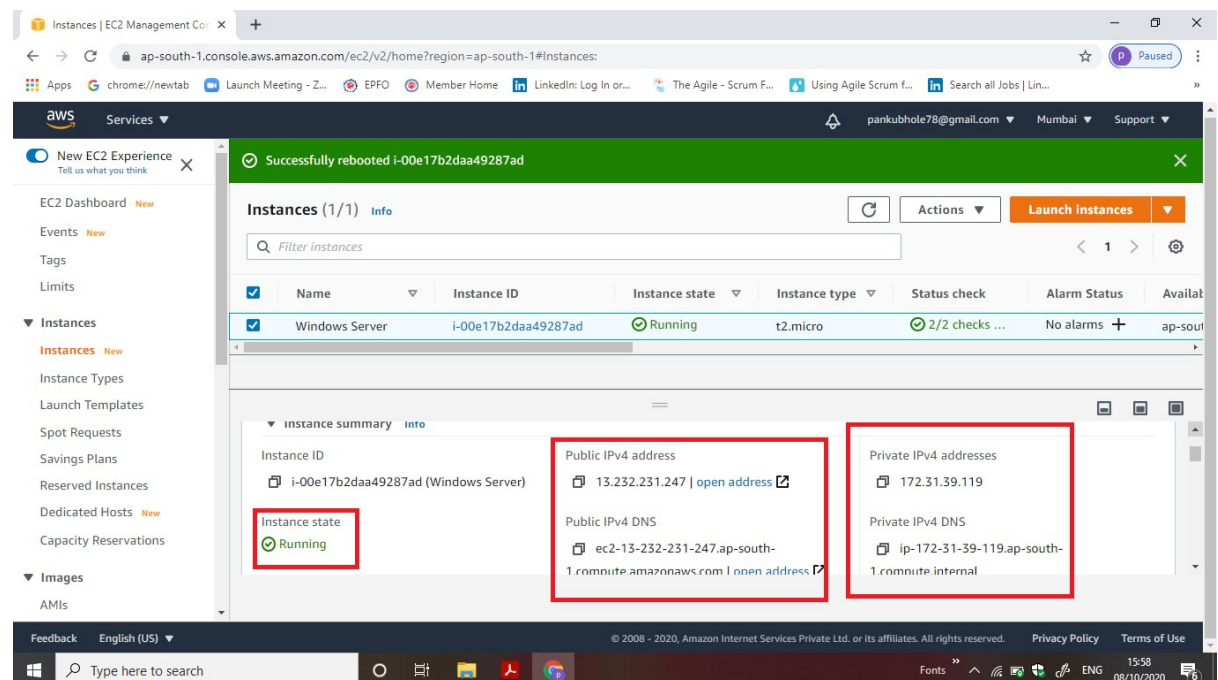 Instances | EC2 Management Con
ap-south-1.console.aws.amazon.com/ec2/v2/home?region=ap-south-1#Instances:
P Paused
Apps chrome://newtab Launch Meeting - Z... EPFO Member Home LinkedIn: Log In or... The Agile - Scrum F... Using Agile Scrum f... Search all Jobs | Lin... »
aws Services ▼ pankubhole78@gmail.com ▼ Mumbai ▼ Support ▼
New EC2 Experience
Tell us what you think
Successfully rebooted i-00e17b2daa49287ad
EC2 Dashboard New
Events New
Tags
Limits
Instances
Instances New
Instance Types
Launch Templates
Spot Requests
Savings Plans
Reserved Instances
Dedicated Hosts New
Capacity Reservations
Images
AMIs
Instances (1/1) Info
Actions ▼ Launch instances ▼
Filter instances
< 1 >
Name Instance ID Instance state Instance type Status check Alarm Status Availab
Windows Server i-00e17b2daa49287ad Running t2.micro 2/2 checks ... No alarms + ap-sout
Instance summary Info
Instance ID
i-00e17b2daa49287ad (Windows Server)
Instance state
Running
Public IPv4 address
13.232.231.247 | open address
Public IPv4 DNS
ec2-13-232-231-247.ap-south-
1.compute.amazonaws.com | open address
Private IPv4 addresses
172.31.39.119
Private IPv4 DNS
ip-172-31-39-119.ap-south-
1.compute.internal
Feedback English (US) ▼ © 2008 - 2020, Amazon Internet Services Private Ltd. or its affiliates. All rights reserved. Privacy Policy Terms of Use
Type here to search
Fonts » ENG
15:58
08/10/2020
6